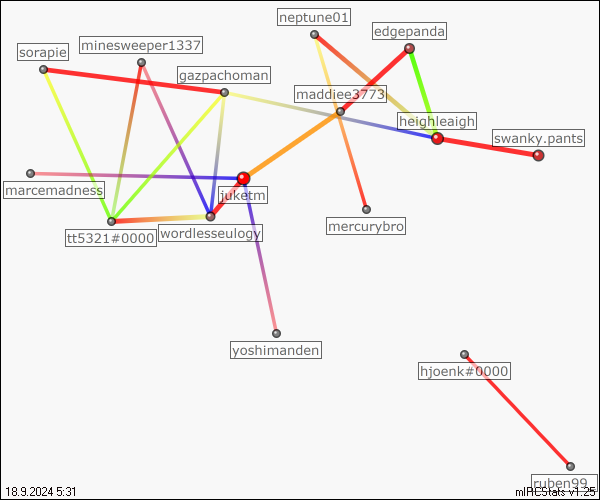 neptune01
edgepanda
minesweeper1337
sorapie
gazpachoman
maddiee3773
heighleaigh
swanky.pants
marcemadness
juketm
mercurybro
wordlesseulogy
tt5321#0000
yoshimanden
hjoenk#0000
ruben99_
18.9.2024 5:31
mIRCStats v1.25